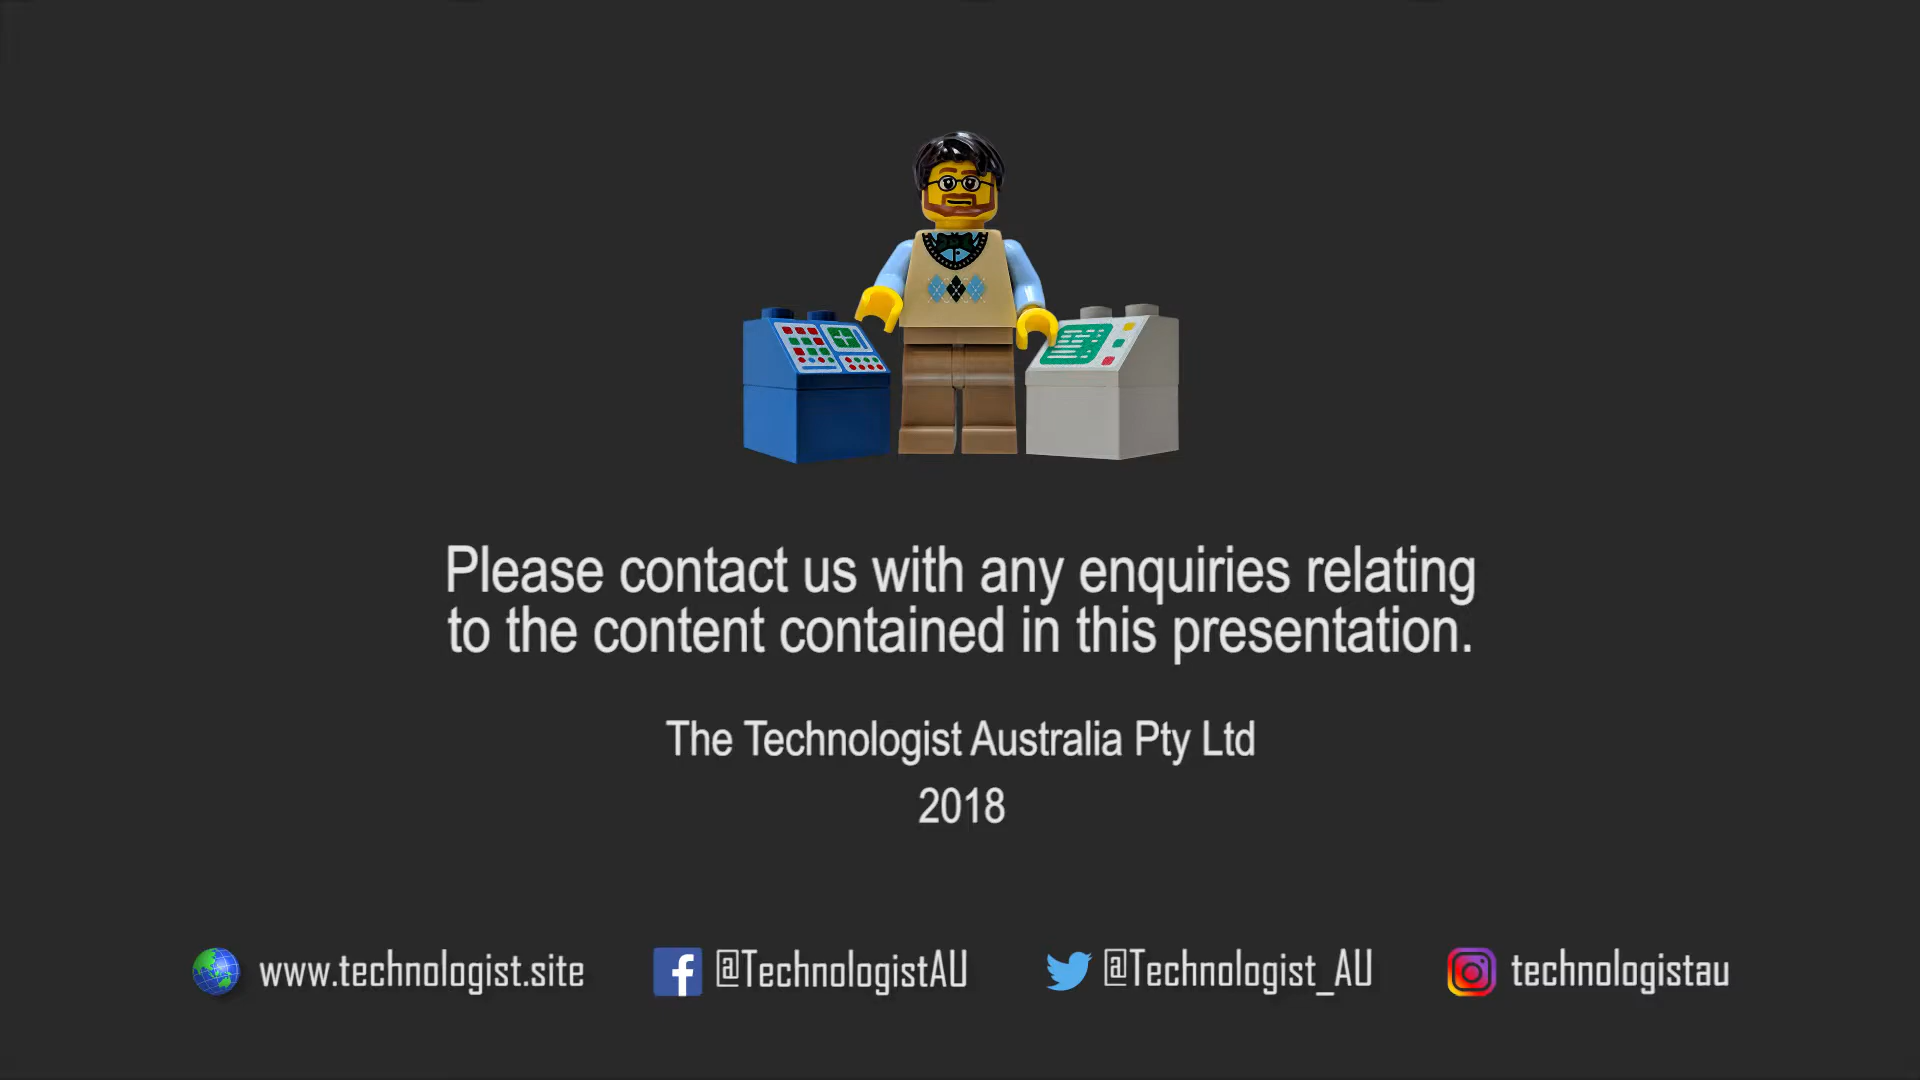 Please contact us with any enquiries relating
to the content contained in this presentation.
The Technologist Australia Pty Ltd
2018
www.technologist.site
@TechnologistAU
@Technologist_AU
technologistau